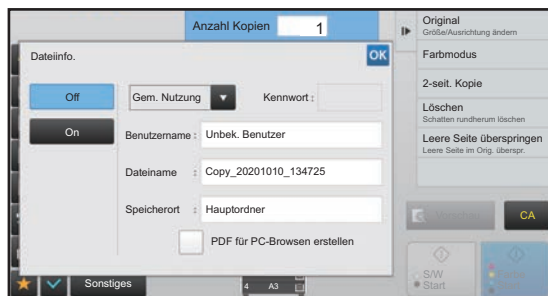 Anzahl Kopien 1
Dateiinfo.
OK
Off
On
Gem. Nutzung
Kennwort :
Benutzername : Unbek. Benutzer
Dateiname : Copy_20201010_134725
Speicherort : Hauptordner
PDF für PC-Browsen erstellen
Sonstiges
4 A3
Original
Größe/Ausrichtung ändern
Farbmodus
2-seit. Kopie
Löschen
Schatten rundherum löschen
Leere Seite überspringen
Leere Seite im Orig. überspr.
CA
S/W
Start